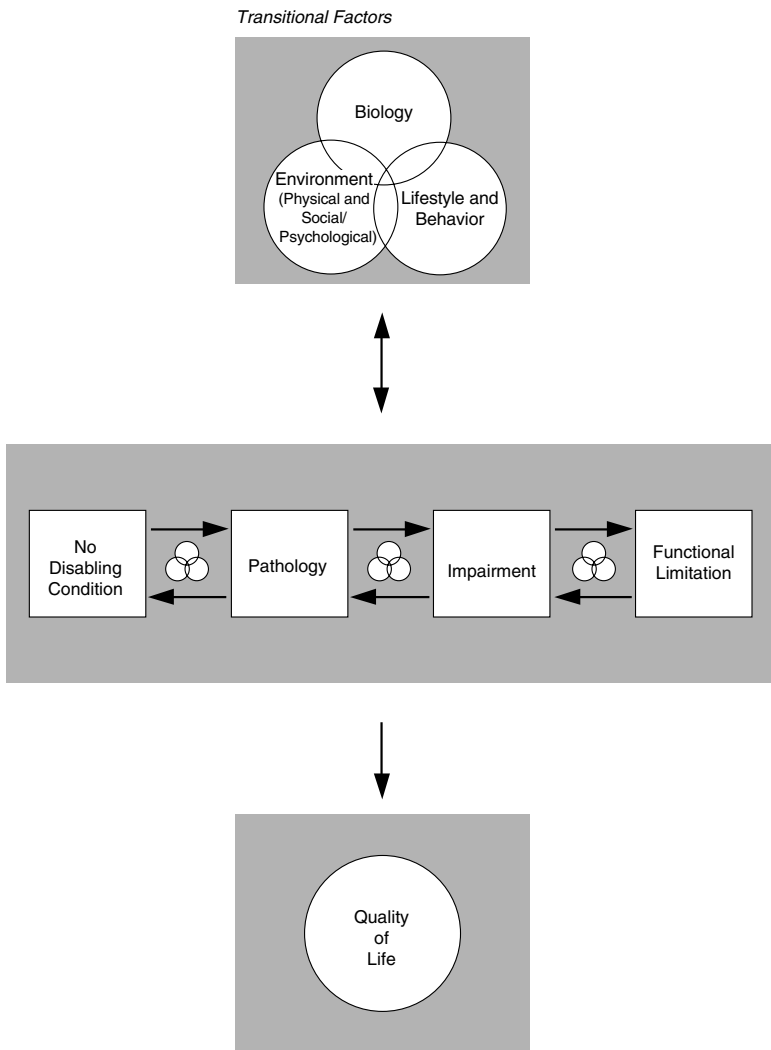 Transitional Factors
Biology
Environment
(Physical and
Social/
Psychological)
Lifestyle and
Behavior
No
Disabling
Condition
Pathology
Impairment
Functional
Limitation
Quality
of
Life